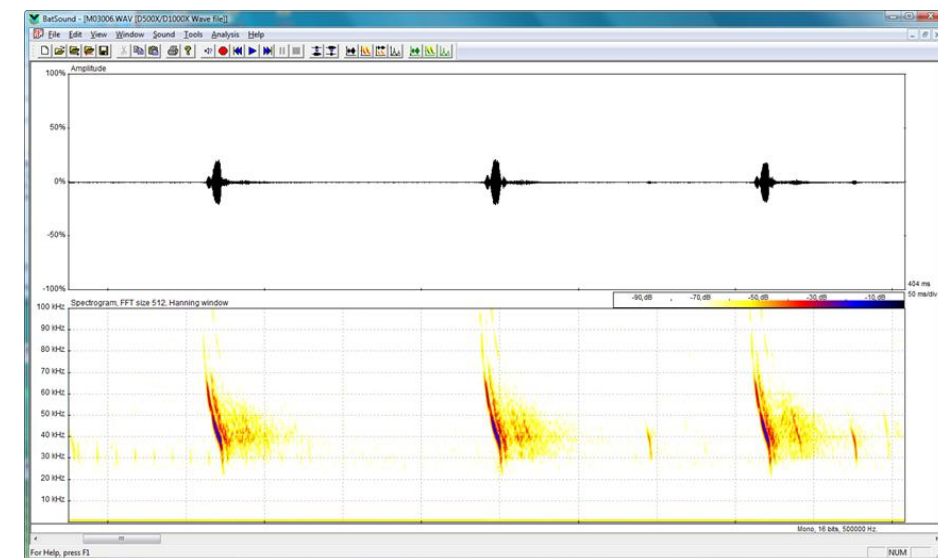 BatSound - [M03006.WAV [D500X/D1000X Wave file]]
File Edit View Window Sound Tools Analysis Help
Amplitude
100%
50%
0%
-50%
-100%
404 ms
50 ms/div
Spectrogram, FFT size 512, Hanning window
-90,dB -70,dB -50,dB -30,dB -10,dB
100 kHz
90 kHz
80 kHz
70 kHz
60 kHz
50 kHz
40 kHz
30 kHz
20 kHz
10 kHz
Mono, 16 bits, 500000 Hz.
For Help, press F1
NUM